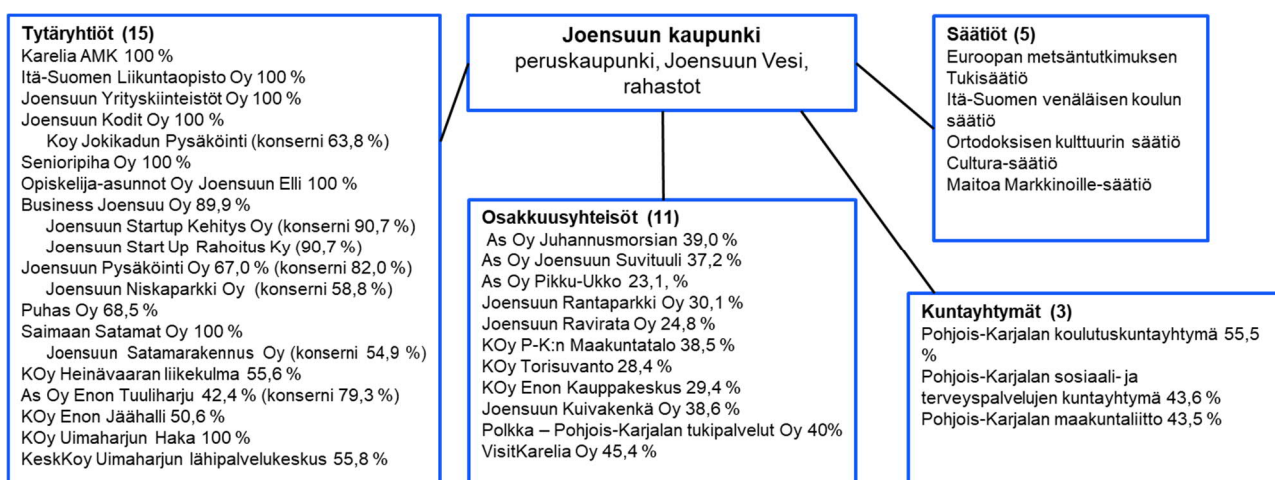 Tytäryhtiöt (15)
Karelia AMK 100 %
Itä-Suomen Liikuntaopisto Oy 100 %
Joensuun Yrityskiinteistöt Oy 100 %
Joensuun Kodit Oy 100 %
Koy Jokikadun Pysäköinti (konserni 63,8 %)
Senioripiha Oy 100 %
Opiskelija-asunnot Oy Joensuun Elli 100 %
Business Joensuu Oy 89,9 %
Joensuun Startup Kehitys Oy (konserni 90,7 %)
Joensuun Start Up Rahoitus Ky (90,7 %)
Joensuun Pysäköinti Oy 67,0 % (konserni 82,0 %)
Joensuun Niskaparkki Oy (konserni 58,8 %)
Puhas Oy 68,5 %
Saimaan Satamat Oy 100 %
Joensuun Satamarakennus Oy (konserni 54,9 %)
KOy Heinävaaran liikekulma 55,6 %
As Oy Enon Tuuliharju 42,4 % (konserni 79,3 %)
KOy Enon Jäähalli 50,6 %
KOy Uimaharjun Haka 100 %
KeskKoy Uimaharjun lähipalvelukeskus 55,8 %
Joensuun kaupunki
peruskaupunki, Joensuun Vesi,
rahastot
Osakkuusyhteisöt (11)
As Oy Juhannusmorsian 39,0 %
As Oy Joensuun Suvituuli 37,2 %
As Oy Pikku-Ukko 23,1, %
Joensuun Rantaparkki Oy 30,1 %
Joensuun Ravirata Oy 24,8 %
KOy P-K:n Maakuntatalo 38,5 %
KOy Torisuvanto 28,4 %
KOy Enon Kauppakeskus 29,4 %
Joensuun Kuivakenkä Oy 38,6 %
Polkka – Pohjois-Karjalan tukipalvelut Oy 40%
VisitKarelia Oy 45,4 %
Säätiöt (5)
Euroopan metsäntutkimuksen
Tukisäätiö
Itä-Suomen venäläisen koulun
säätiö
Ortodoksisen kulttuurin säätiö
Cultura-säätiö
Maitoa Markkinoille-säätiö
Kuntayhtymät (3)
Pohjois-Karjalan koulutuskuntayhtymä 55,5
%
Pohjois-Karjalan sosiaali- ja
terveyspalvelujen kuntayhtymä 43,6 %
Pohjois-Karjalan maakuntaliitto 43,5 %